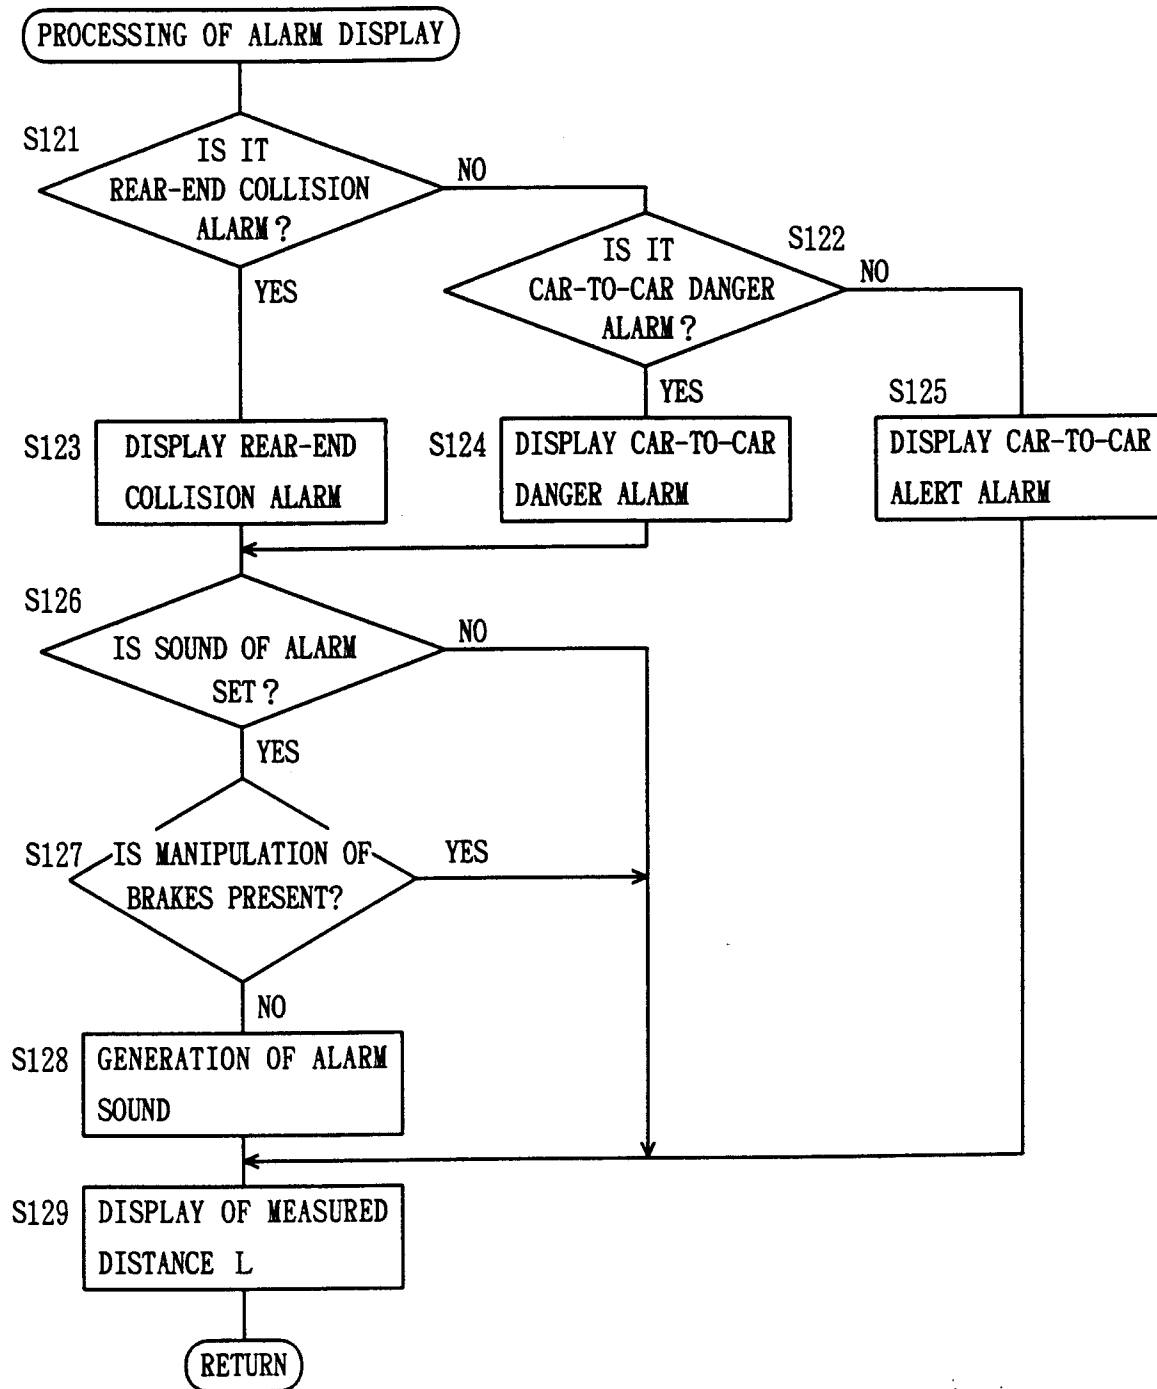 PROCESSING OF ALARM DISPLAY
S121
IS IT
REAR-END COLLISION
ALARM?
NO
YES
S122
IS IT
CAR-TO-CAR DANGER
ALARM?
NO
YES
S123
DISPLAY REAR-END
COLLISION ALARM
S124
DISPLAY CAR-TO-CAR
DANGER ALARM
S125
DISPLAY CAR-TO-CAR
ALERT ALARM
S126
IS SOUND OF ALARM
SET?
NO
YES
S127
IS MANIPULATION OF
BRAKES PRESENT?
YES
NO
S128
GENERATION OF ALARM
SOUND
S129
DISPLAY OF MEASURED
DISTANCE L
RETURN